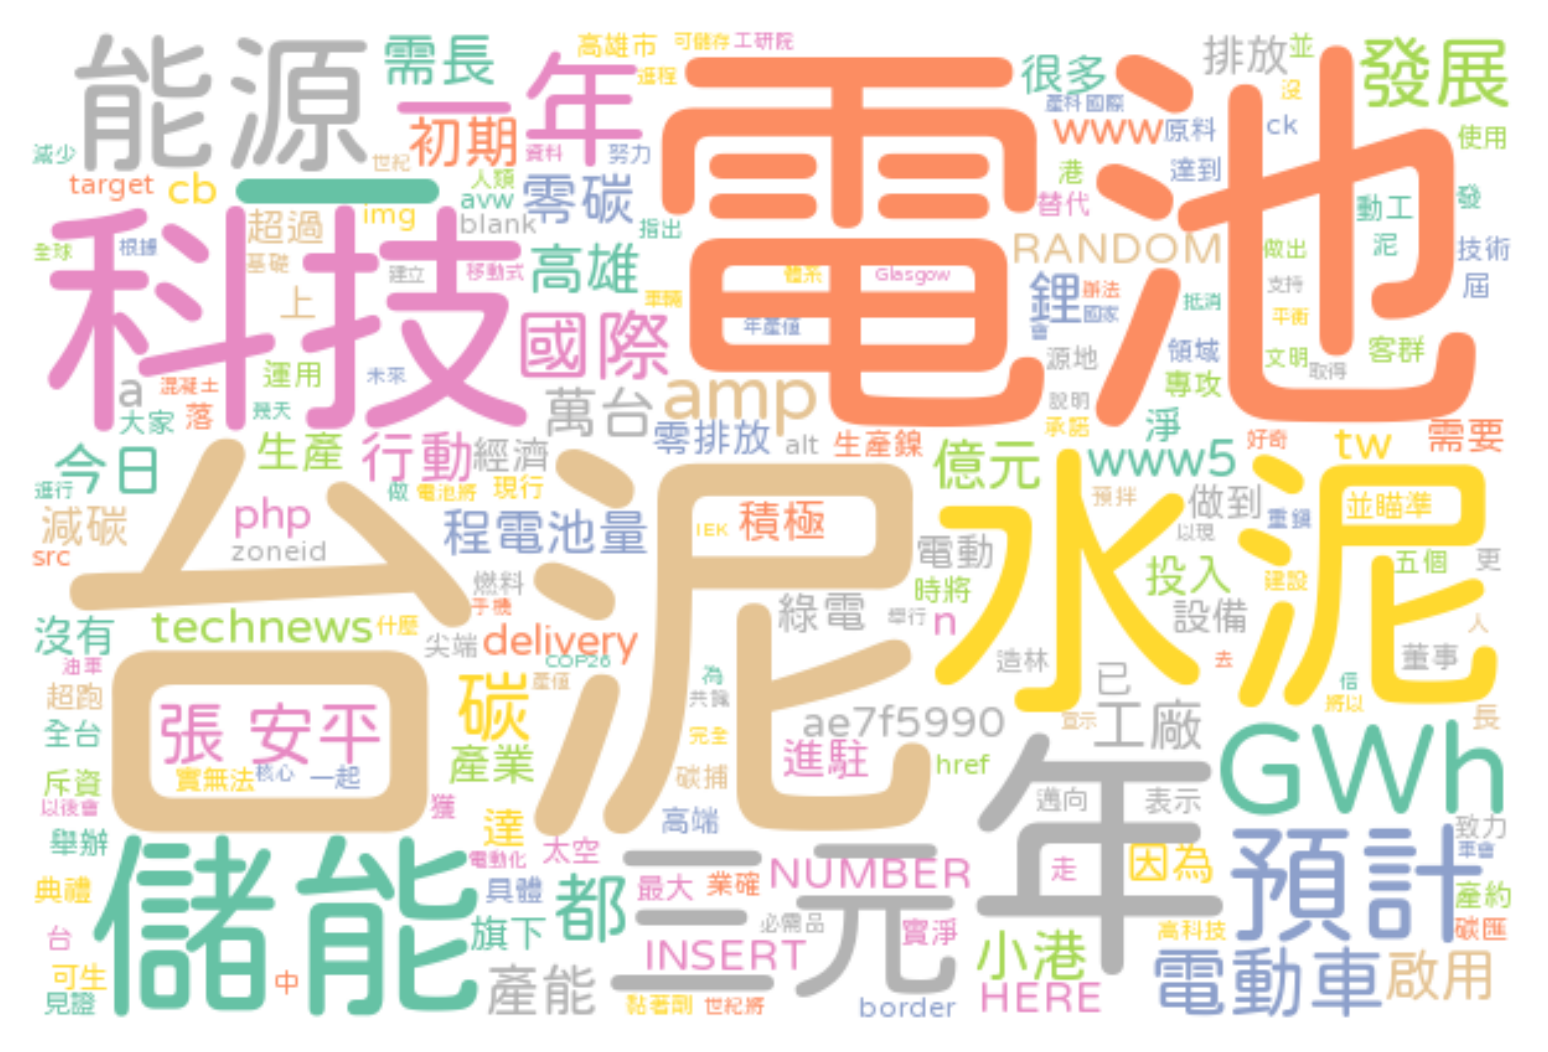 能源
需長
一年
高雄市
可儲存
工研院
進程
電池
很多
排放
並
發展
沒
產科國際
www
原料
ck
使用
減少
世紀
初期
資料
努力
target
cb
一
人類
零碳
港
達到
替代
avw
img
blank
指出
動工
發
科技
超過
全球
根據
基礎
建立
移動式
高雄
體系
Glasgow
RANDOM
做出
泥
技術
鋰
辦法
支持
屆
上
車輛
國際
年產值
會
國家
抵消
平衡
a
混凝土
運用
未來
源地
領域
文明
客群
取得
大家
落
幾天
萬台
amp
說明
專攻
承諾
淨
好奇
tw
需要
今日
生產
行動
經濟
零排放
alt
生產鎳
億元
www5
進行
做
電池將
現行
預拌
做到
重鎮
並瞄準
減碳
php
程電池量
IEK
積極
以現
src
zoneid
台泥
電動
水泥
投入
建設
五個
更
燃料
時將
沒有
technews
什麼
手機
綠電
舉行
n
設備
尖端
delivery
油車
COP26
造林
去
董事
人
超跑
張 安平
碳
產值
為
共識
已
倍
將以
全台
完全
ae7f5990
宣示
工廠
長
實無法
核心
一起
產業
碳捕
進駐
href
GWh
斥資
以後會
獲
邁向
表示
舉辦
達
高端
年
致力
儲能
電動化
太空
三元
NUMBER
走
因為
預計
軍會
典禮
具體
都
最大
業確
產約
台
旗下
必需品
實淨
高科技
碳匯
INSERT
小港
可生
中
產能
HERE
電動車
啟用
見證
黏著劑
世紀將
border